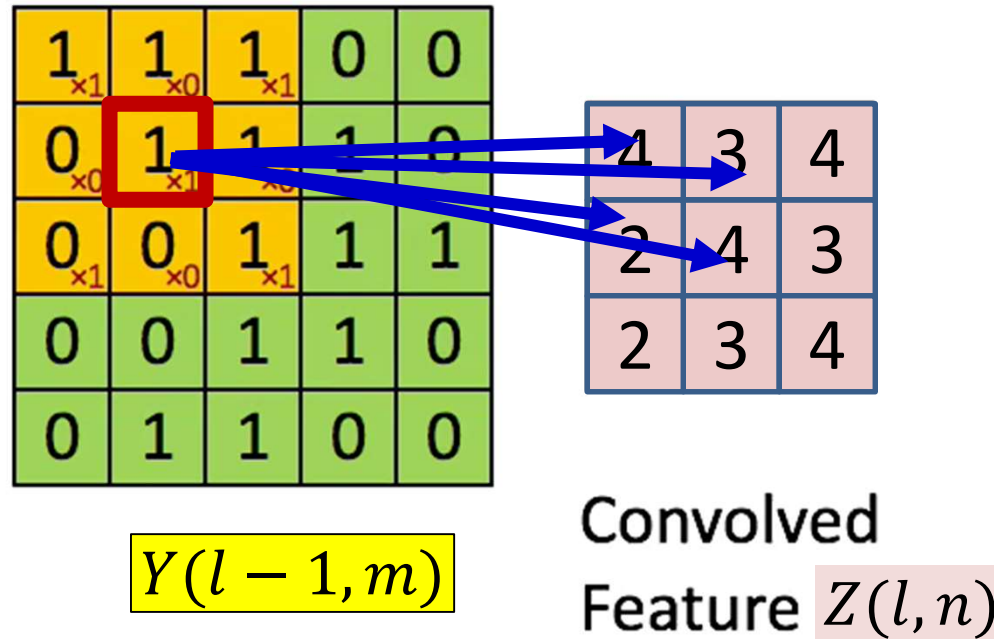 1×1 1×0 1×1 0 0
0×0 1×1 1×0 1 0
0×1 0×0 1×1 1 1
0 0 1 1 0
0 1 1 0 0
4 3 4
2 4 3
2 3 4
Y(l − 1, m)
Convolved
Feature Z(l, n)